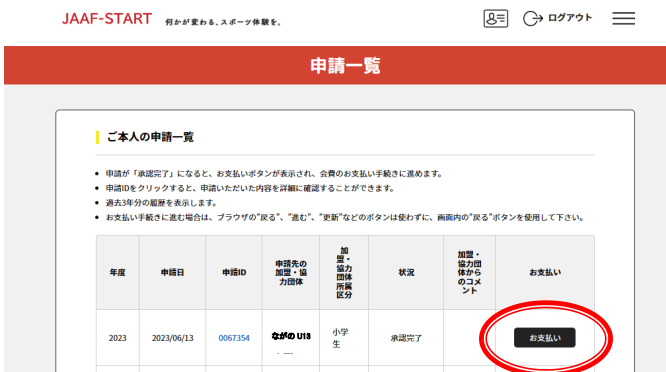 JAAF-START 何かが変わる、スポーツ体験を。 ログアウト
申請一覧
ご本人の申請一覧
• 申請が「承認完了」になると、お支払いボタンが表示され、会費のお支払い手続きに進めます。
• 申請IDをクリックすると、申請いただいた内容を詳細に確認することができます。
• 過去3年分の履歴を表示します。
• お支払い手続きに進む場合は、ブラウザの"戻る"、"進む"、"更新"などのボタンは使わずに、画面内の"戻る"ボタンを使用して下さい。
年度 申請日 申請ID 申請先の加盟・協力団体 加盟・協力団体所属区分 状況 加盟・協力団体からのコメント お支払い
2023 2023/06/13 0067354 ながの U13 小学生 承認完了 お支払い